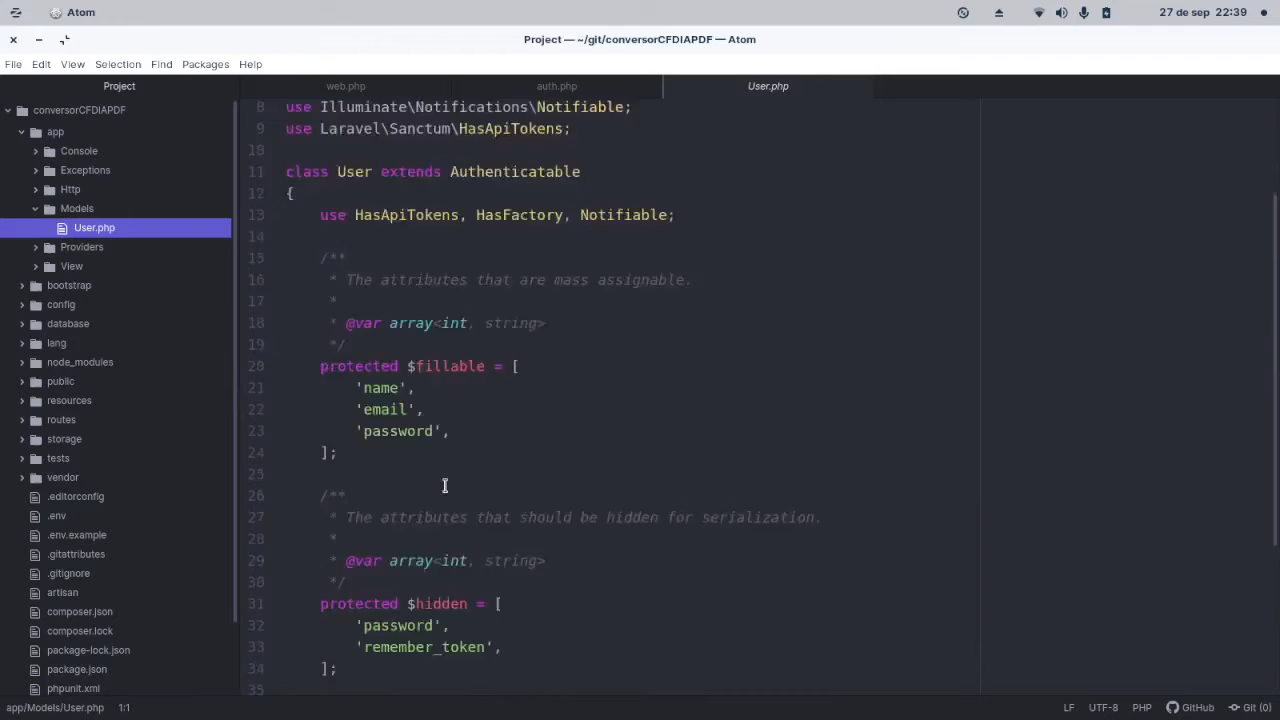 Atom
27 de sep 22:39
Project — ~/git/conversorCFDIAPDF — Atom
File Edit View Selection Find Packages Help
Project
web.php
auth.php
User.php
conversorCFDIAPDF
app
Console
Exceptions
Http
Models
User.php
Providers
View
bootstrap
config
database
lang
node_modules
public
resources
routes
storage
tests
vendor
.editorconfig
.env
.env.example
.gitattributes
.gitignore
artisan
composer.json
composer.lock
package-lock.json
package.json
phpunit.xml
8 use Illuminate\Notifications\Notifiable;
9 use Laravel\Sanctum\HasApiTokens;
10
11 class User extends Authenticatable
12 {
13 use HasApiTokens, HasFactory, Notifiable;
14
15 /**
16 * The attributes that are mass assignable.
17 *
18 * @var array<int, string>
19 */
20 protected $fillable = [
21 'name',
22 'email',
23 'password',
24 ];
25
26 /**
27 * The attributes that should be hidden for serialization.
28 *
29 * @var array<int, string>
30 */
31 protected $hidden = [
32 'password',
33 'remember_token',
34 ];
35
app/Models/User.php 1:1
LF UTF-8 PHP GitHub Git (0)